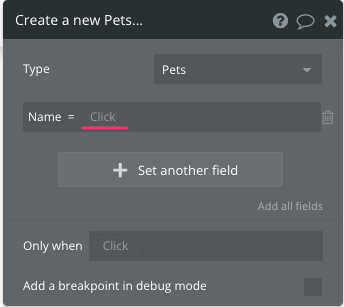 Create a new Pets...
Type Pets
Name = Click
Set another field
Add all fields
Only when Click
Add a breakpoint in debug mode